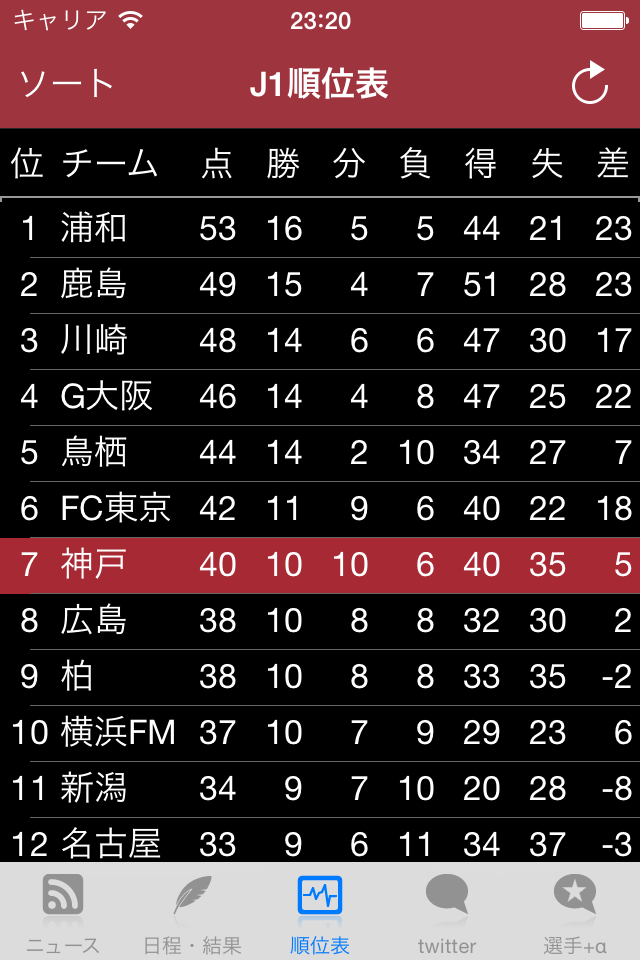 キャリア 23:20
ソート J1順位表
位 チーム 点 勝 分 負 得 失 差
1 浦和 53 16 5 5 44 21 23
2 鹿島 49 15 4 7 51 28 23
3 川崎 48 14 6 6 47 30 17
4 G大阪 46 14 4 8 47 25 22
5 鳥栖 44 14 2 10 34 27 7
6 FC東京 42 11 9 6 40 22 18
7 神戸 40 10 10 6 40 35 5
8 広島 38 10 8 8 32 30 2
9 柏 38 10 8 8 33 35 -2
10 横浜FM 37 10 7 9 29 23 6
11 新潟 34 9 7 10 20 28 -8
12 名古屋 33 9 6 11 34 37 -3
ニュース 日程・結果 順位表 twitter 選手+α